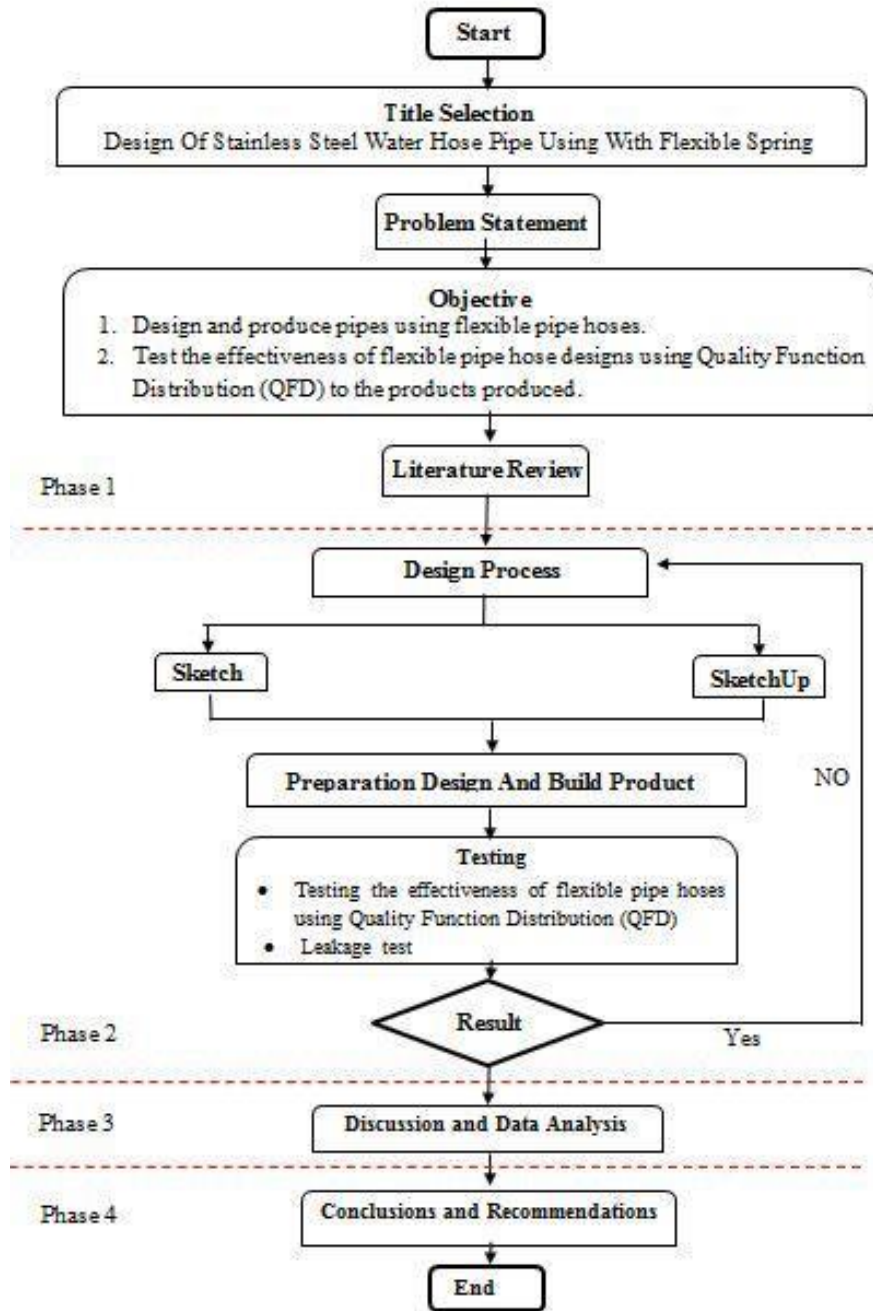 Start
Title Selection
Design Of Stainless Steel Water Hose Pipe Using With Flexible Spring
Problem Statement
Objective
1. Design and produce pipes using flexible pipe hoses.
2. Test the effectiveness of flexible pipe hose designs using Quality Function
Distribution (QFD) to the products produced.
Literature Review
Phase 1
Design Process
Sketch
SketchUp
Preparation Design And Build Product
NO
Testing
• Testing the effectiveness of flexible pipe hoses
using Quality Function Distribution (QFD)
• Leakage test
Result
Phase 2
Yes
Phase 3
Discussion and Data Analysis
Phase 4
Conclusions and Recommendations
End